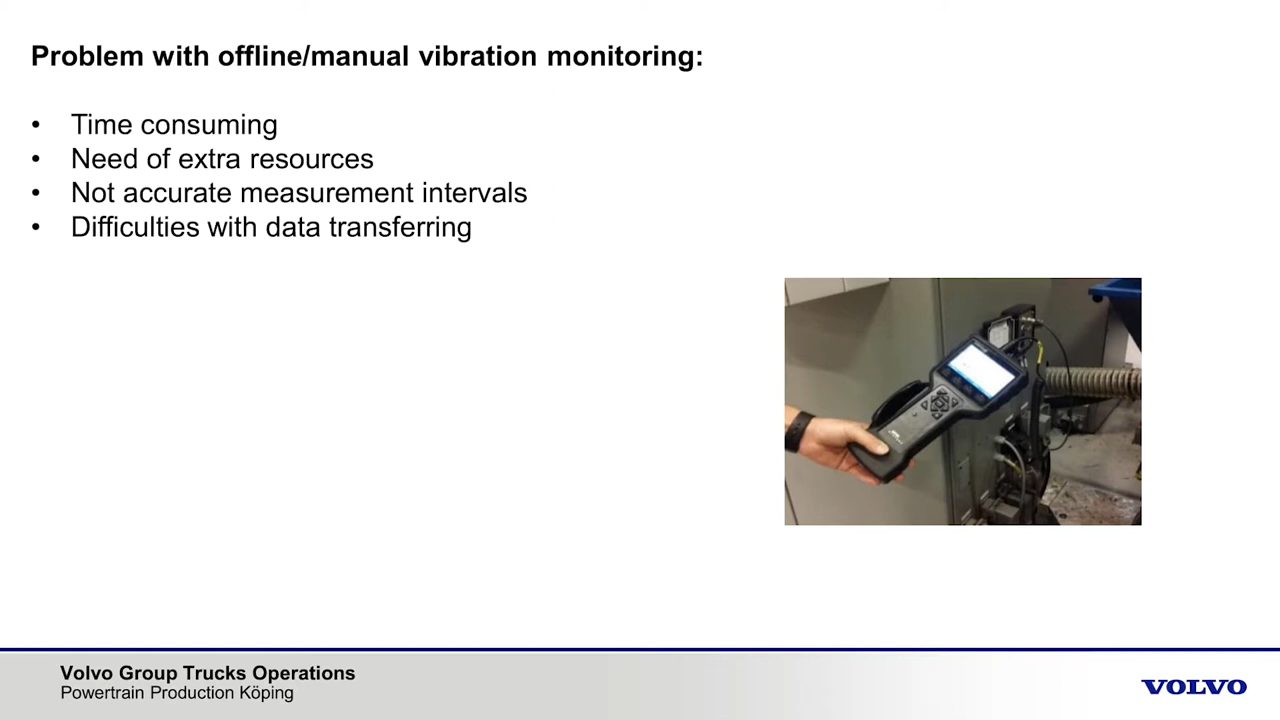 Problem with offline/manual vibration monitoring:
• Time consuming
• Need of extra resources
• Not accurate measurement intervals
• Difficulties with data transferring
Volvo Group Trucks Operations
Powertrain Production Köping
VOLVO